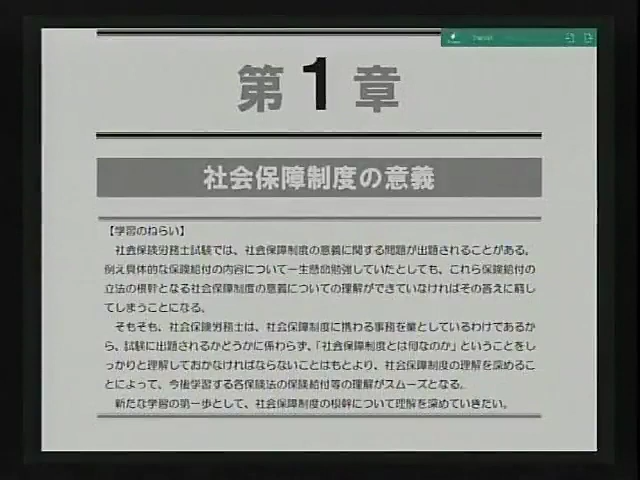 第1章
社会保障制度の意義
【学習のねらい】
社会保険労務士試験では、社会保障制度の意義に関する問題が出題されることがある。
例え具体的な保険給付の内容について一生懸命勉強していたとしても、これら保険給付の
立法の根幹となる社会保障制度の意義についての理解ができていなければその答えに窮し
てしまうことになる。
そもそも、社会保険労務士は、社会保障制度に携わる事務を業としているわけであるか
ら、試験に出題されるかどうかに係わらず、「社会保障制度とは何なのか」ということをし
っかりと理解しておかなければならないことはもとより、社会保障制度の理解を深めるこ
とによって、今後学習する各保険法の保険給付等の理解がスムーズとなる。
新たな学習の第一歩として、社会保障制度の根幹について理解を深めていきたい。